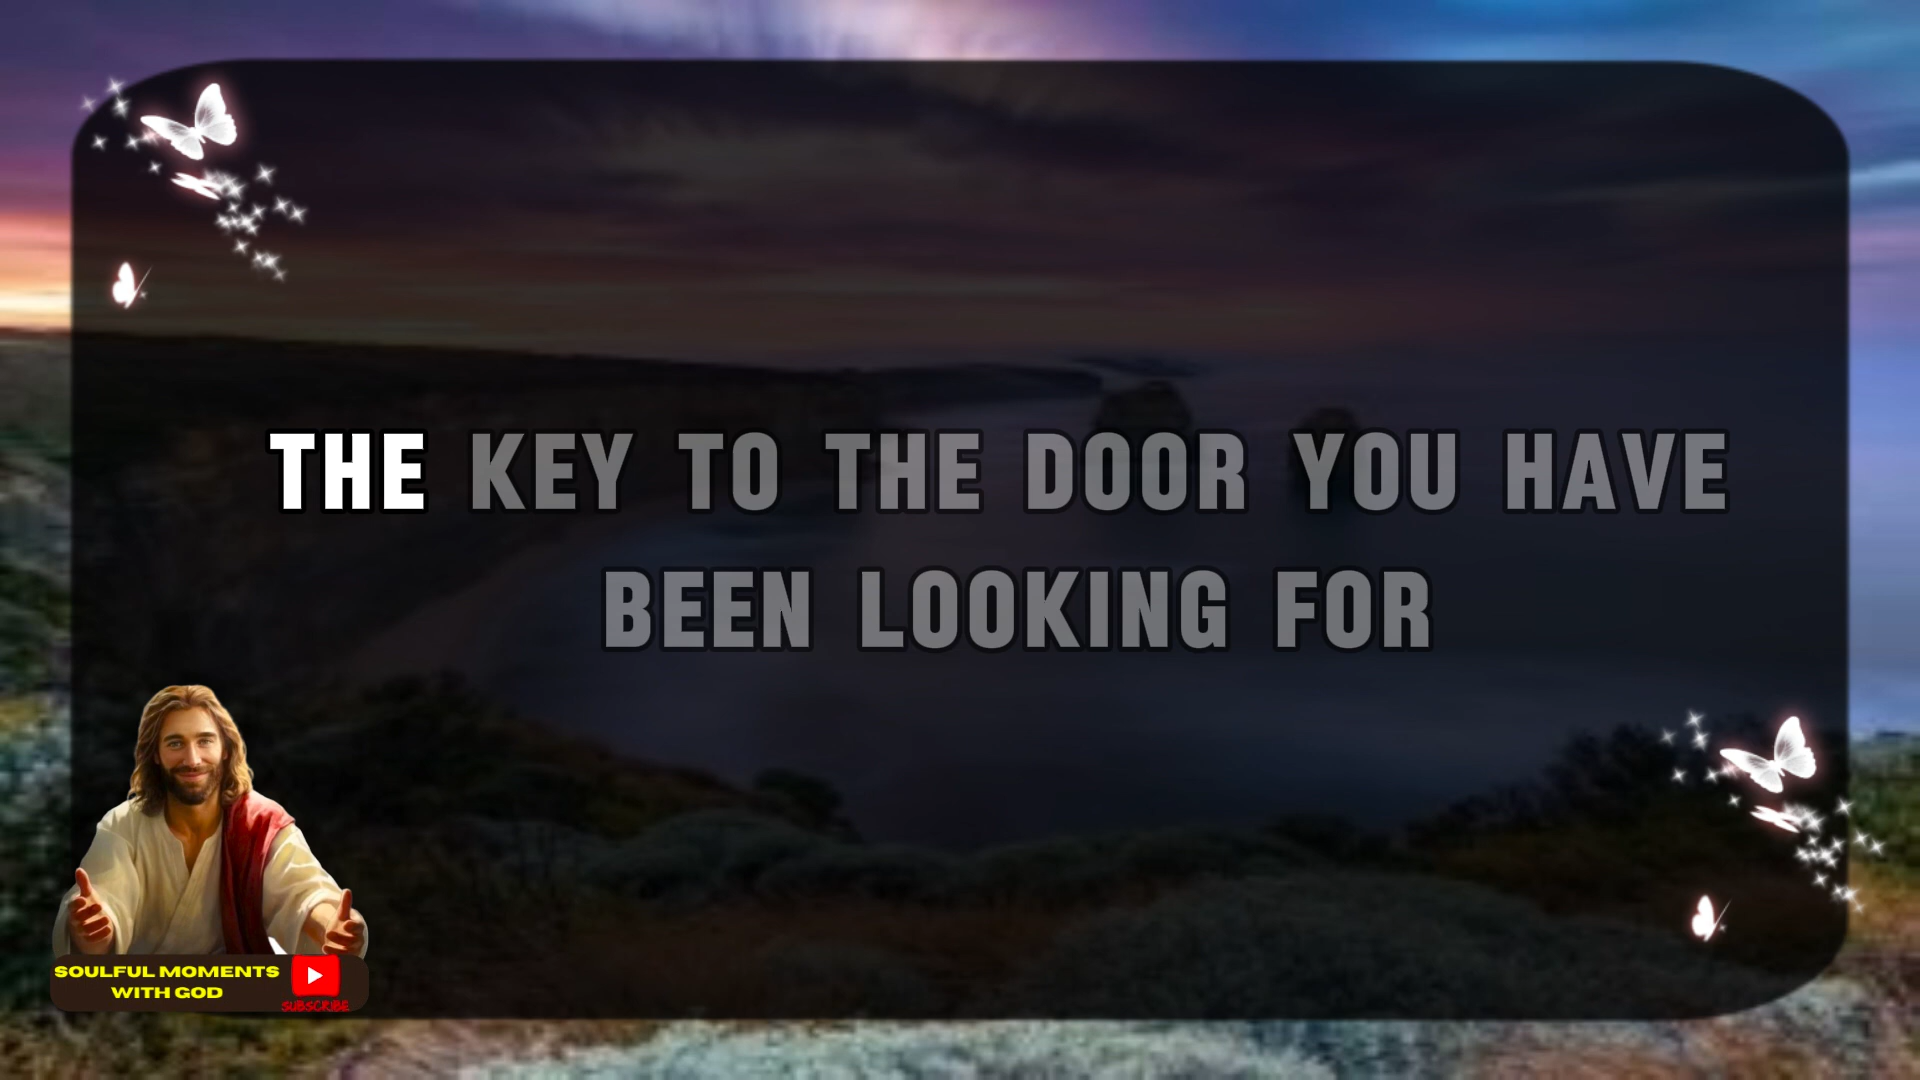 THE KEY TO THE DOOR YOU HAVE
BEEN LOOKING FOR
SOULFUL MOMENTS
WITH GOD
SUBSCRIBE